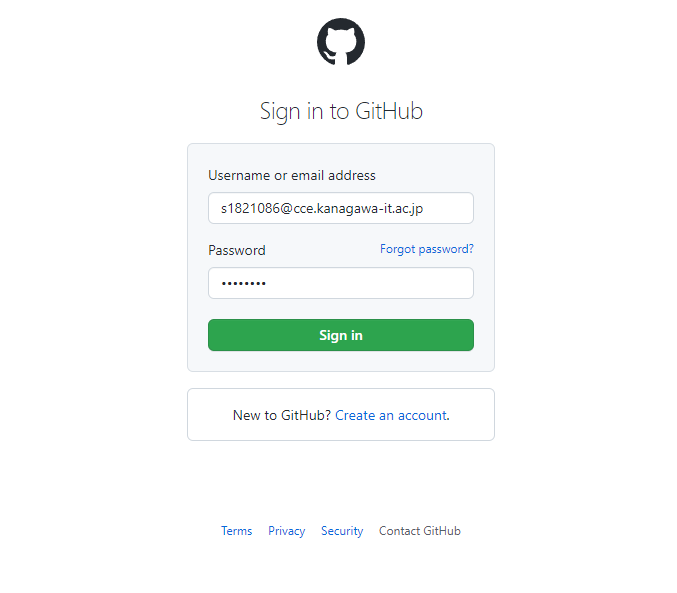 Sign in to GitHub
Username or email address
s1821086@cce.kanagawa-it.ac.jp
Password Forgot password?
••••••••
Sign in
New to GitHub? Create an account.
Terms Privacy Security Contact GitHub